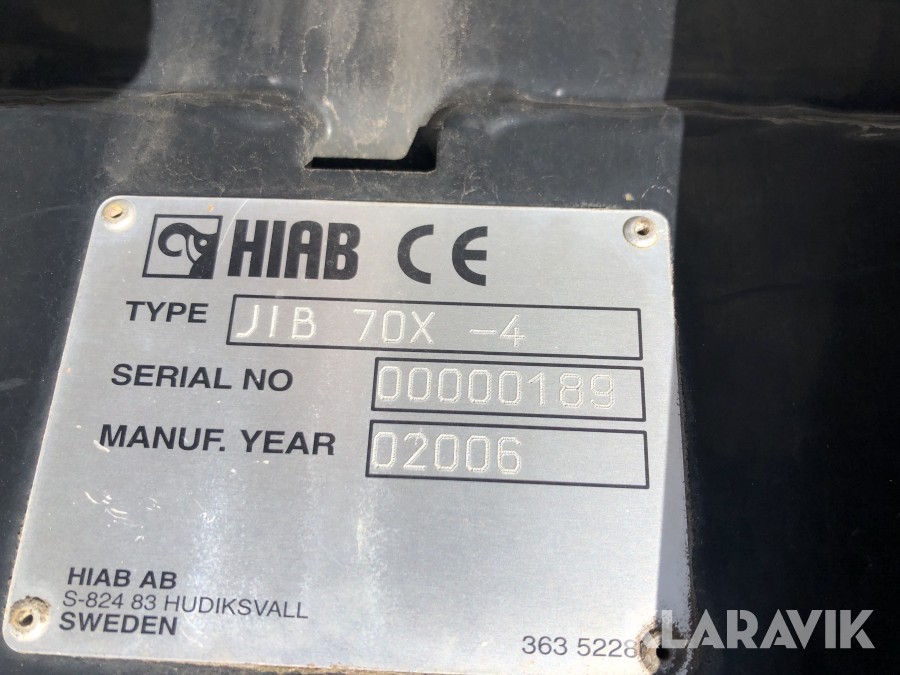 HIAB CE
TYPE JIB 70X -4
SERIAL NO 00000189
MANUF. YEAR 02006
HIAB AB
S-824 83 HUDIKSVALL
SWEDEN
363 5228
KLARAVIK